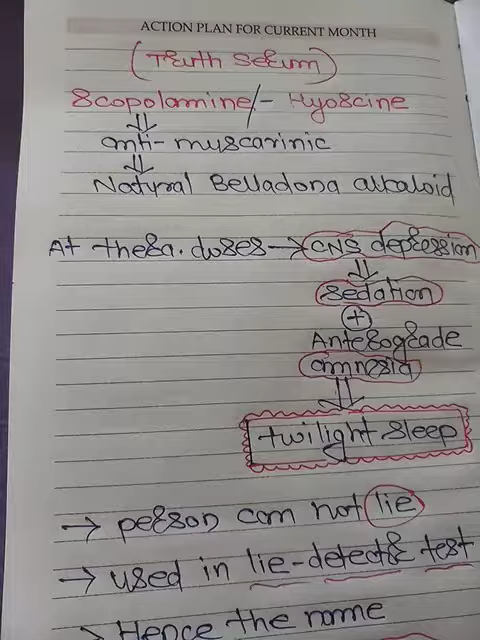 ACTION PLAN FOR CURRENT MONTH
(Truth Serum)
Scopolamine/- Hyoscine
⇓
anti-muscarinic
⇓
Natural Belladona alkaloid
At thera. doses → CNS depression
⇓
Sedation
+
Anterograde
amnesia
⇓
twilight sleep
→ person can not lie
→ used in lie-detectr test
→ Hence the name